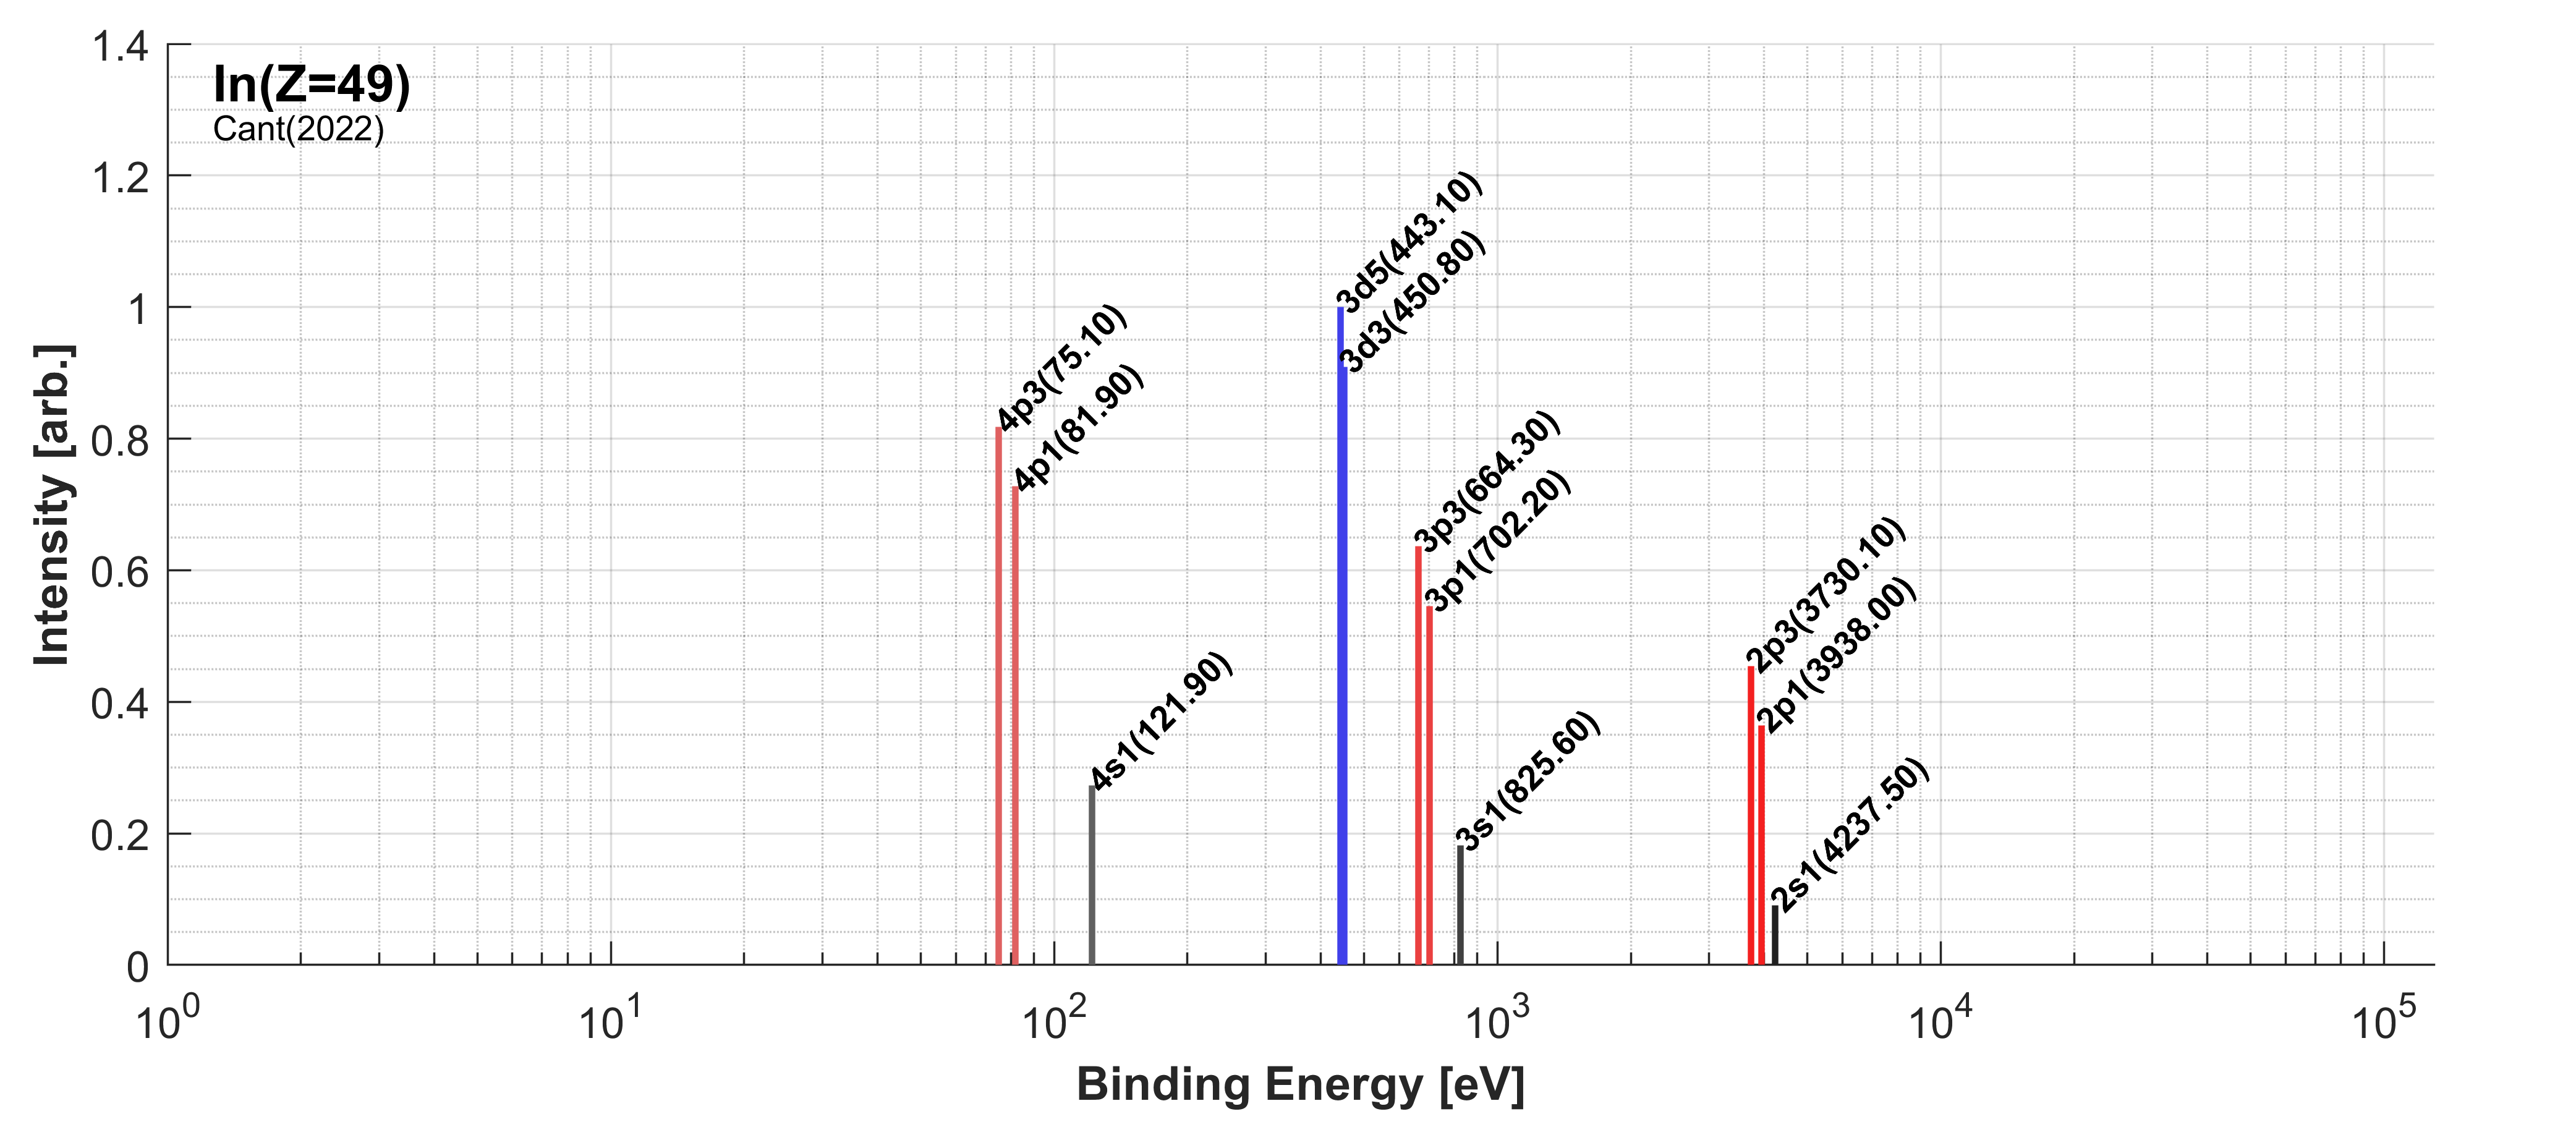 In(Z=49)
Cant(2022)
Intensity [arb.]
1.4
1.2
1
0.8
0.6
0.4
0.2
0
4p3(75.10)
4p1(81.90)
4s1(121.90)
3d5(443.10)
3d3(450.80)
3p3(664.30)
3p1(702.20)
3s1(825.60)
2p3(3730.10)
2p1(3938.00)
2s1(4237.50)
10^0 10^1 10^2 10^3 10^4 10^5
Binding Energy [eV]